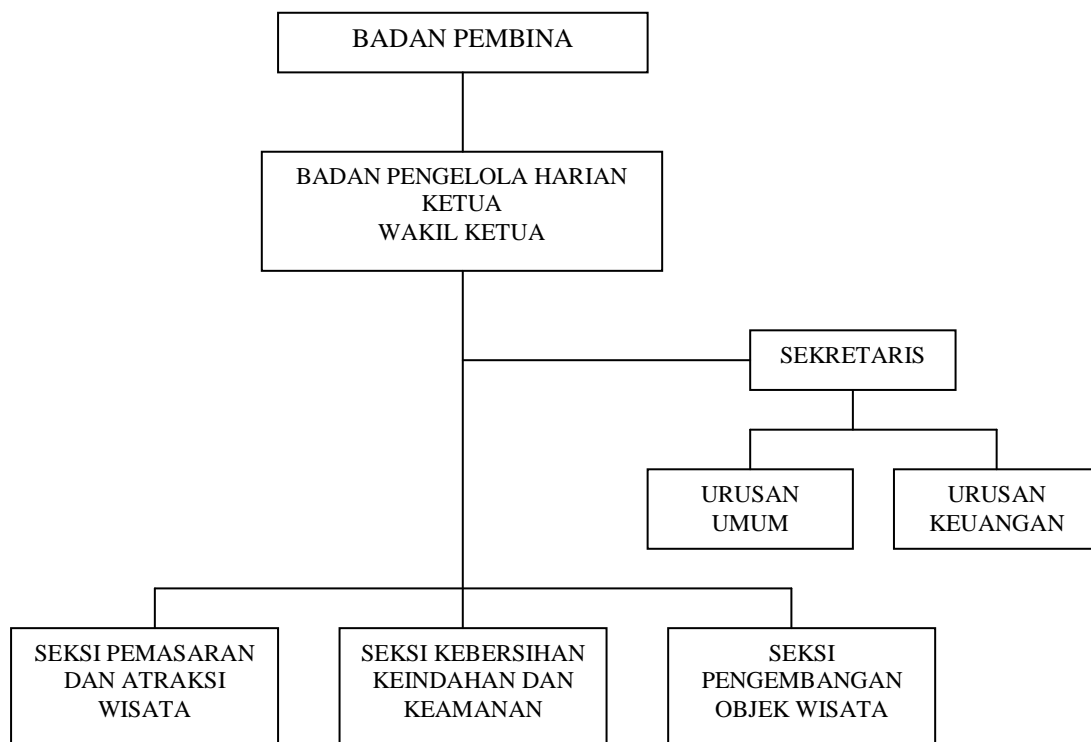 BADAN PEMBINA
BADAN PENGELOLA HARIAN
KETUA
WAKIL KETUA
SEKRETARIS
URUSAN
UMUM
URUSAN
KEUANGAN
SEKSI PEMASARAN
DAN ATRAKSI
WISATA
SEKSI KEBERSIHAN
KEINDAHAN DAN
KEAMANAN
SEKSI
PENGEMBANGAN
OBJEK WISATA